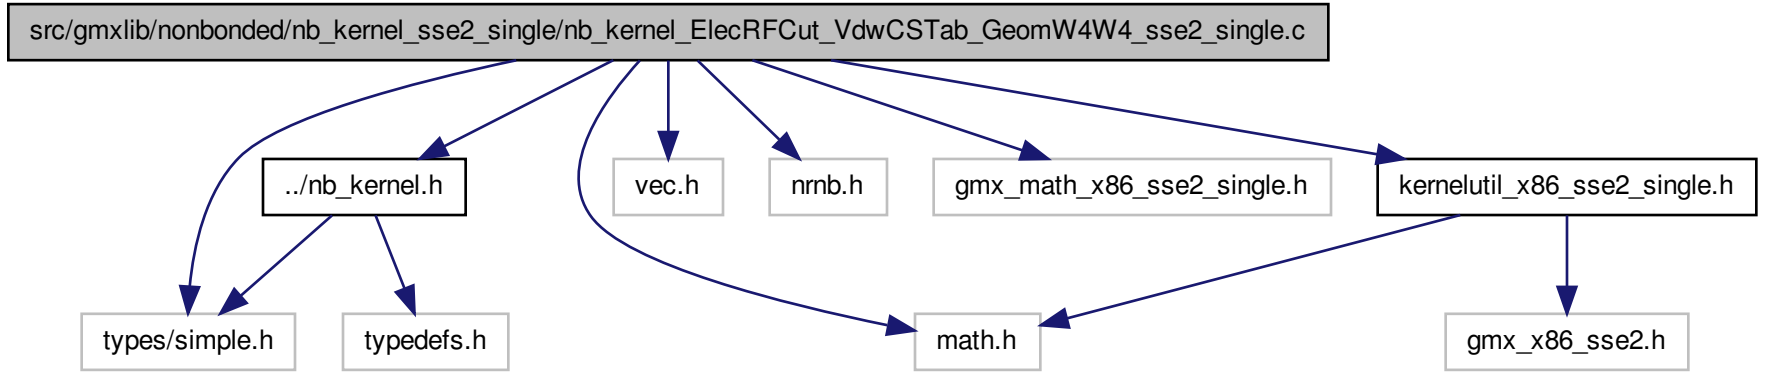 src/gmxlib/nonbonded/nb_kernel_sse2_single/nb_kernel_ElecRFCut_VdwCSTab_GeomW4W4_sse2_single.c
../nb_kernel.h
vec.h
nrnb.h
gmx_math_x86_sse2_single.h
kernelutil_x86_sse2_single.h
types/simple.h
typedefs.h
math.h
gmx_x86_sse2.h